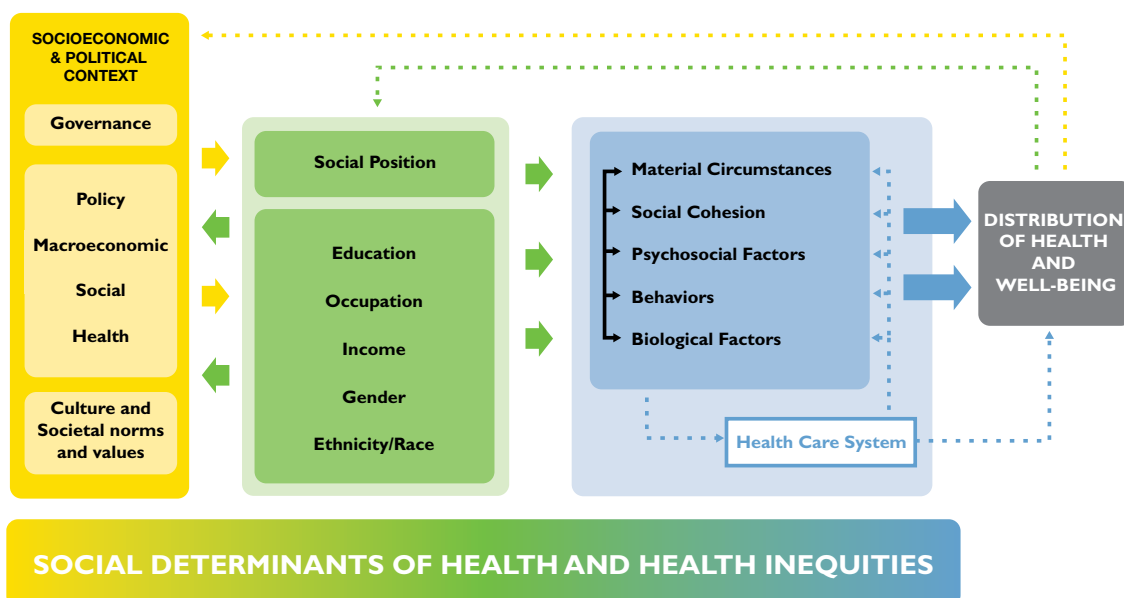 SOCIOECONOMIC
& POLITICAL
CONTEXT
Governance
Policy
Macroeconomic
Social
Health
Culture and
Societal norms
and values
Social Position
Education
Occupation
Income
Gender
Ethnicity/Race
Material Circumstances
Social Cohesion
Psychosocial Factors
Behaviors
Biological Factors
Health Care System
DISTRIBUTION
OF HEALTH
AND
WELL-BEING
SOCIAL DETERMINANTS OF HEALTH AND HEALTH INEQUITIES